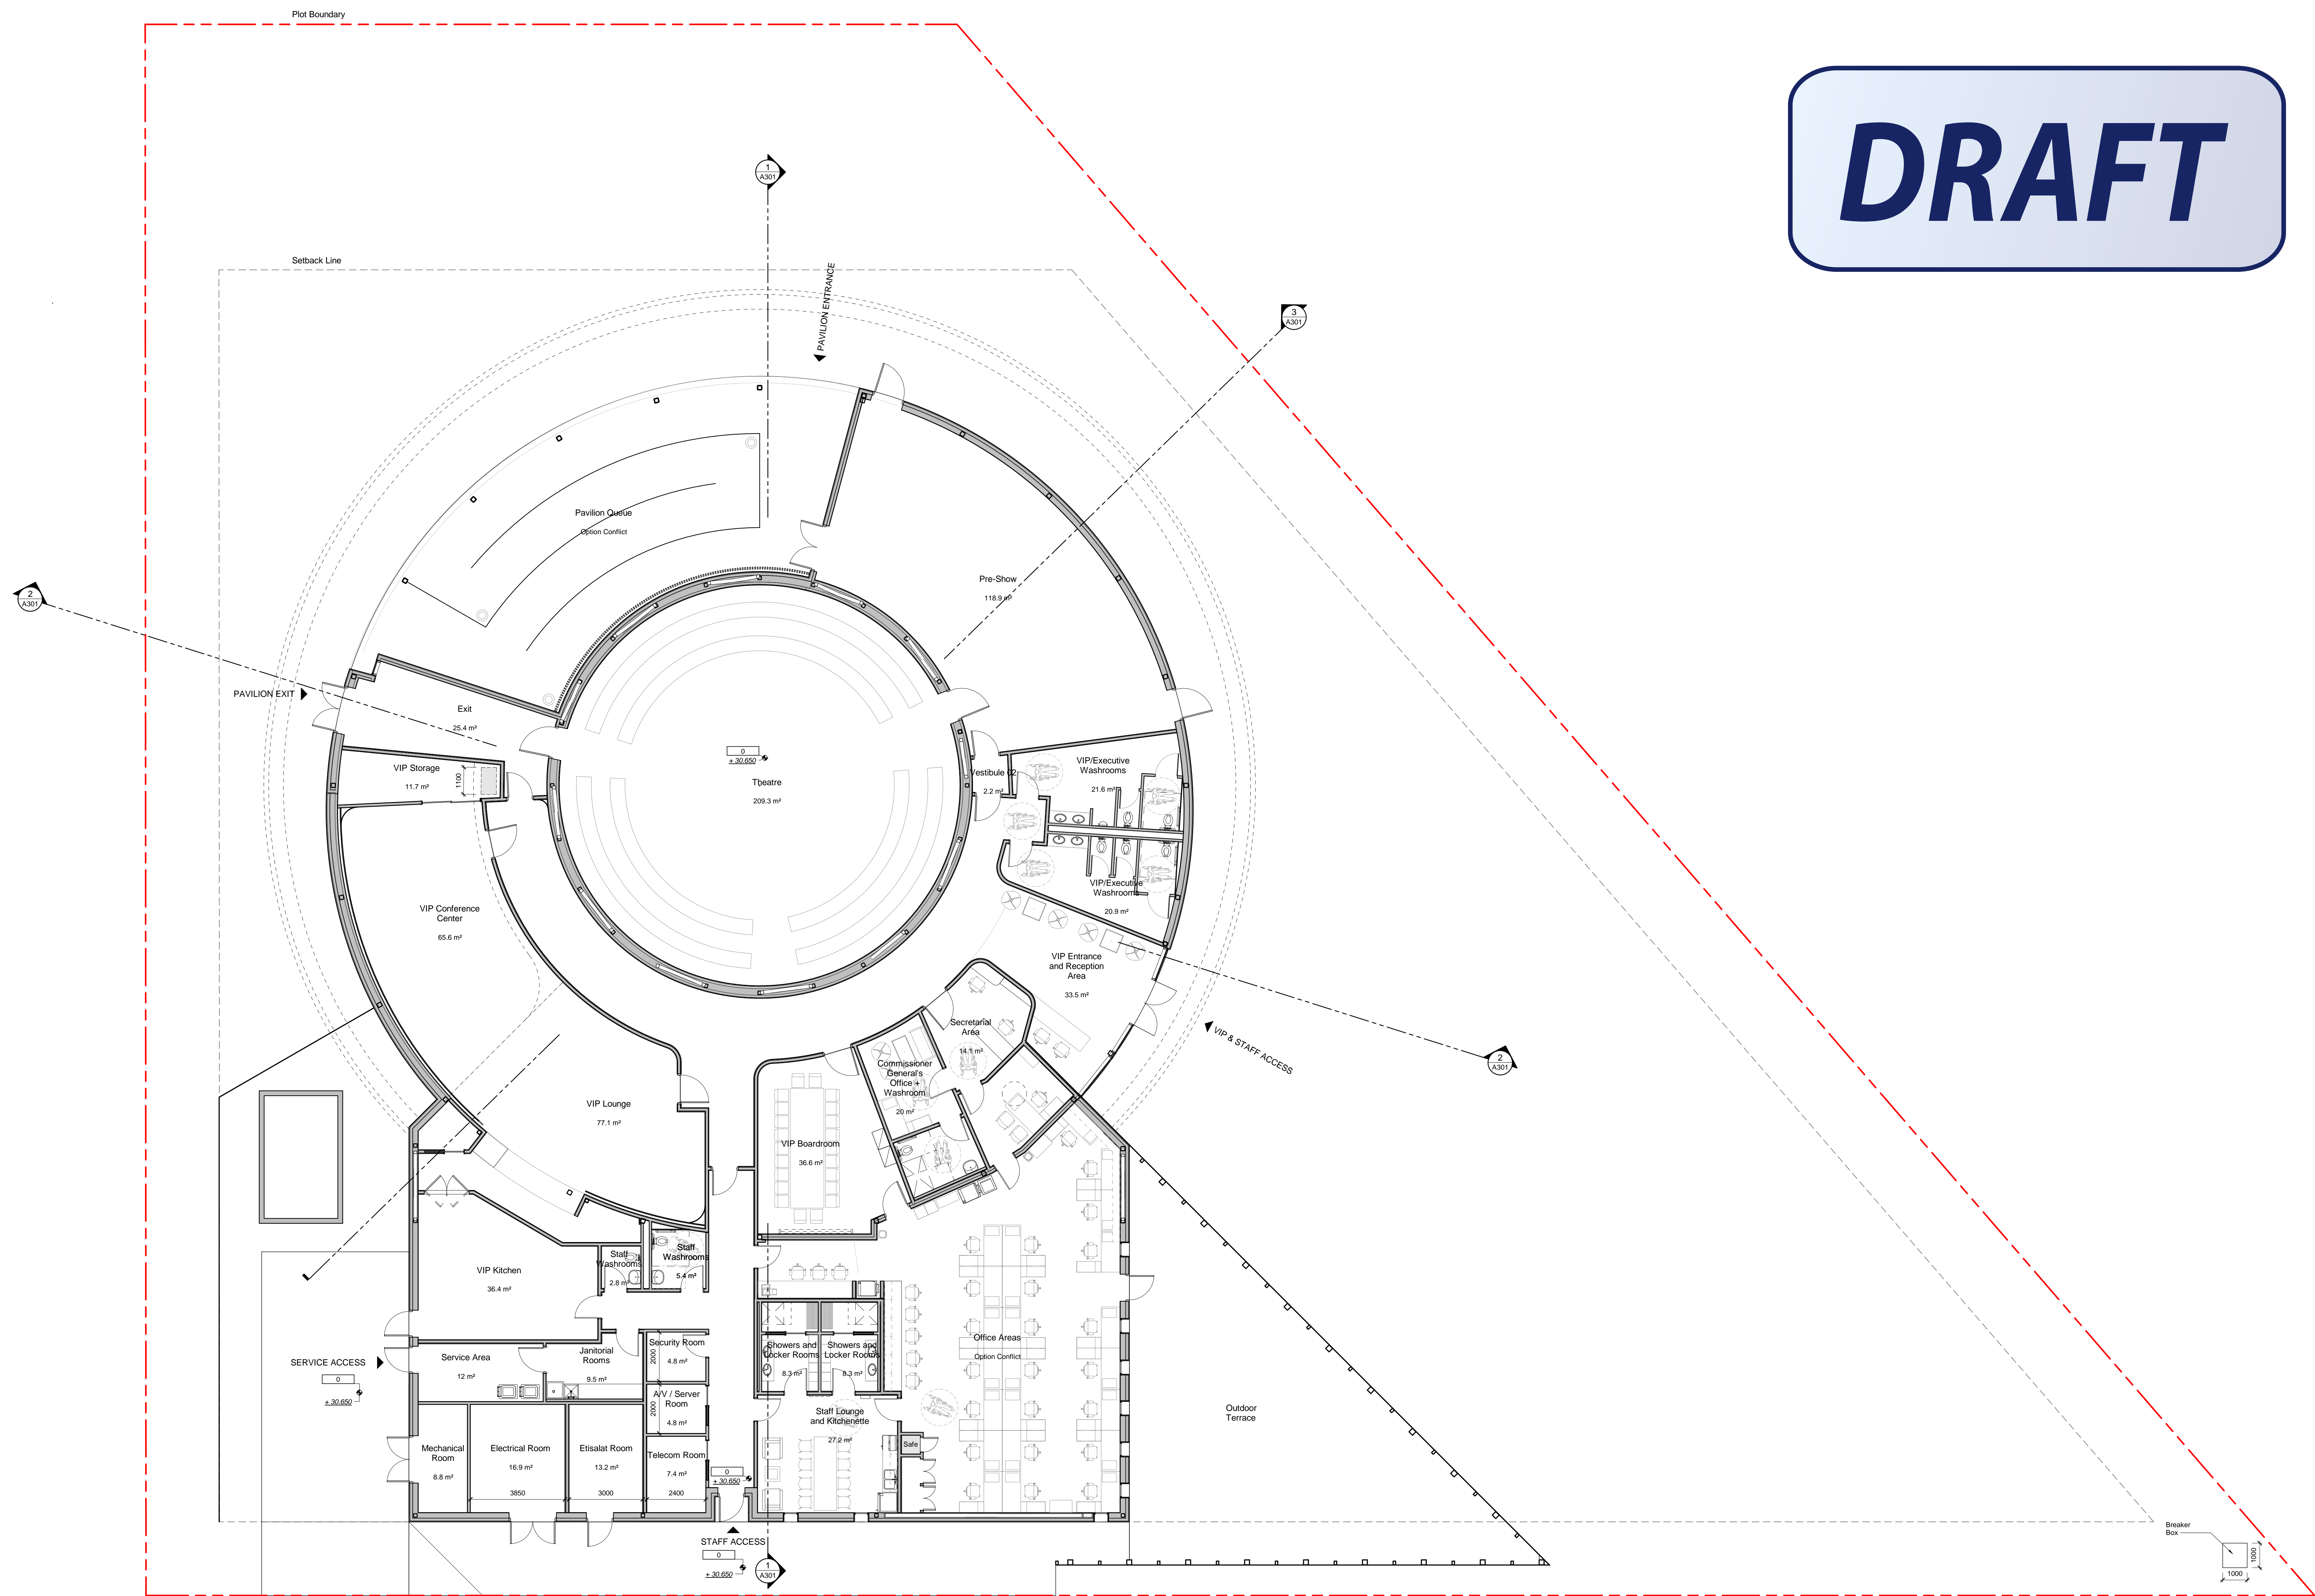 Plot Boundary
DRAFT
1
A301
Setback Line
PAVILION ENTRANCE
3
A301
Pavilion Queue
Option Conflict
Pre-Show
118.9 m²
2
A301
PAVILION EXIT
Exit
25.4 m²
0
+ 30.650
Theatre
209.3 m²
VIP Storage
11.7 m²
1100
Vestibule 02
2.2 m²
VIP/Executive
Washrooms
21.6 m²
VIP/Executive
Washrooms
20.9 m²
VIP Conference
Center
65.6 m²
VIP Entrance
and Reception
Area
33.5 m²
VIP & STAFF ACCESS
2
A301
Secretarial
Area
14.1 m²
Commissioner
General's
Office +
Washroom
20 m²
VIP Lounge
77.1 m²
VIP Boardroom
36.6 m²
Staff
Washrooms
2.8 m²
Staff
Washrooms
5.4 m²
VIP Kitchen
36.4 m²
SERVICE ACCESS
0
+ 30.650
Service Area
12 m²
Janitorial
Rooms
9.5 m²
Security Room
4.8 m²
2000
A/V / Server
Room
4.8 m²
2000
Showers and
Locker Rooms
8.3 m²
Showers and
Locker Rooms
8.3 m²
Office Areas
Option Conflict
Staff Lounge
and Kitchenette
27.2 m²
Safe
Outdoor
Terrace
Mechanical
Room
8.8 m²
Electrical Room
16.9 m²
3850
Etisalat Room
13.2 m²
3000
Telecom Room
7.4 m²
2400
0
+ 30.650
STAFF ACCESS
0
+ 30.650
1
A301
Breaker
Box
1000
1000